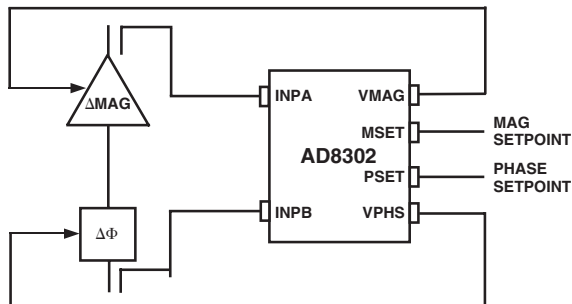 ΔMAG
INPA
VMAG
MSET
MAG
SETPOINT
AD8302
PSET
PHASE
SETPOINT
INPB
VPHS
ΔΦ